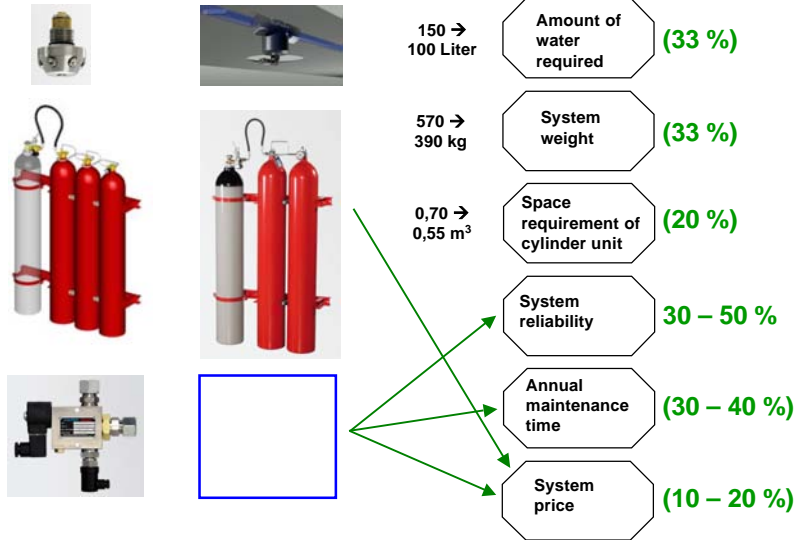 150 →
100 Liter
Amount of
water
required
(33 %)
570 →
390 kg
System
weight
(33 %)
0,70 →
0,55 m³
Space
requirement of
cylinder unit
(20 %)
System
reliability
30 – 50 %
Annual
maintenance
time
(30 – 40 %)
System
price
(10 – 20 %)